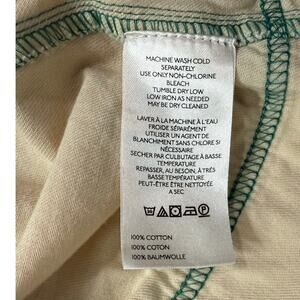 MACHINE WASH COLD
SEPARATELY
USE ONLY NON-CHLORINE
BLEACH
TUMBLE DRY LOW
LOW IRON AS NEEDED
MAY BE DRY CLEANED
LAVER À LA MACHINE À L'EAU
FROIDE SÉPARÉMENT
UTILISER UN AGENT DE
BLANCHIMENT SANS CHLORE SI
NÉCESSAIRE
SECHER PAR CULBUTAGE À BASSE
TEMPÉRATURE
REPASSER, AU BESOIN, À TRÈS
BASSE TEMPÉRATURE
PEUT-ÊTRE ÊTRE NETTOYÉE
A SEC
100% COTTON
100% COTON
100% BAUMWOLLE